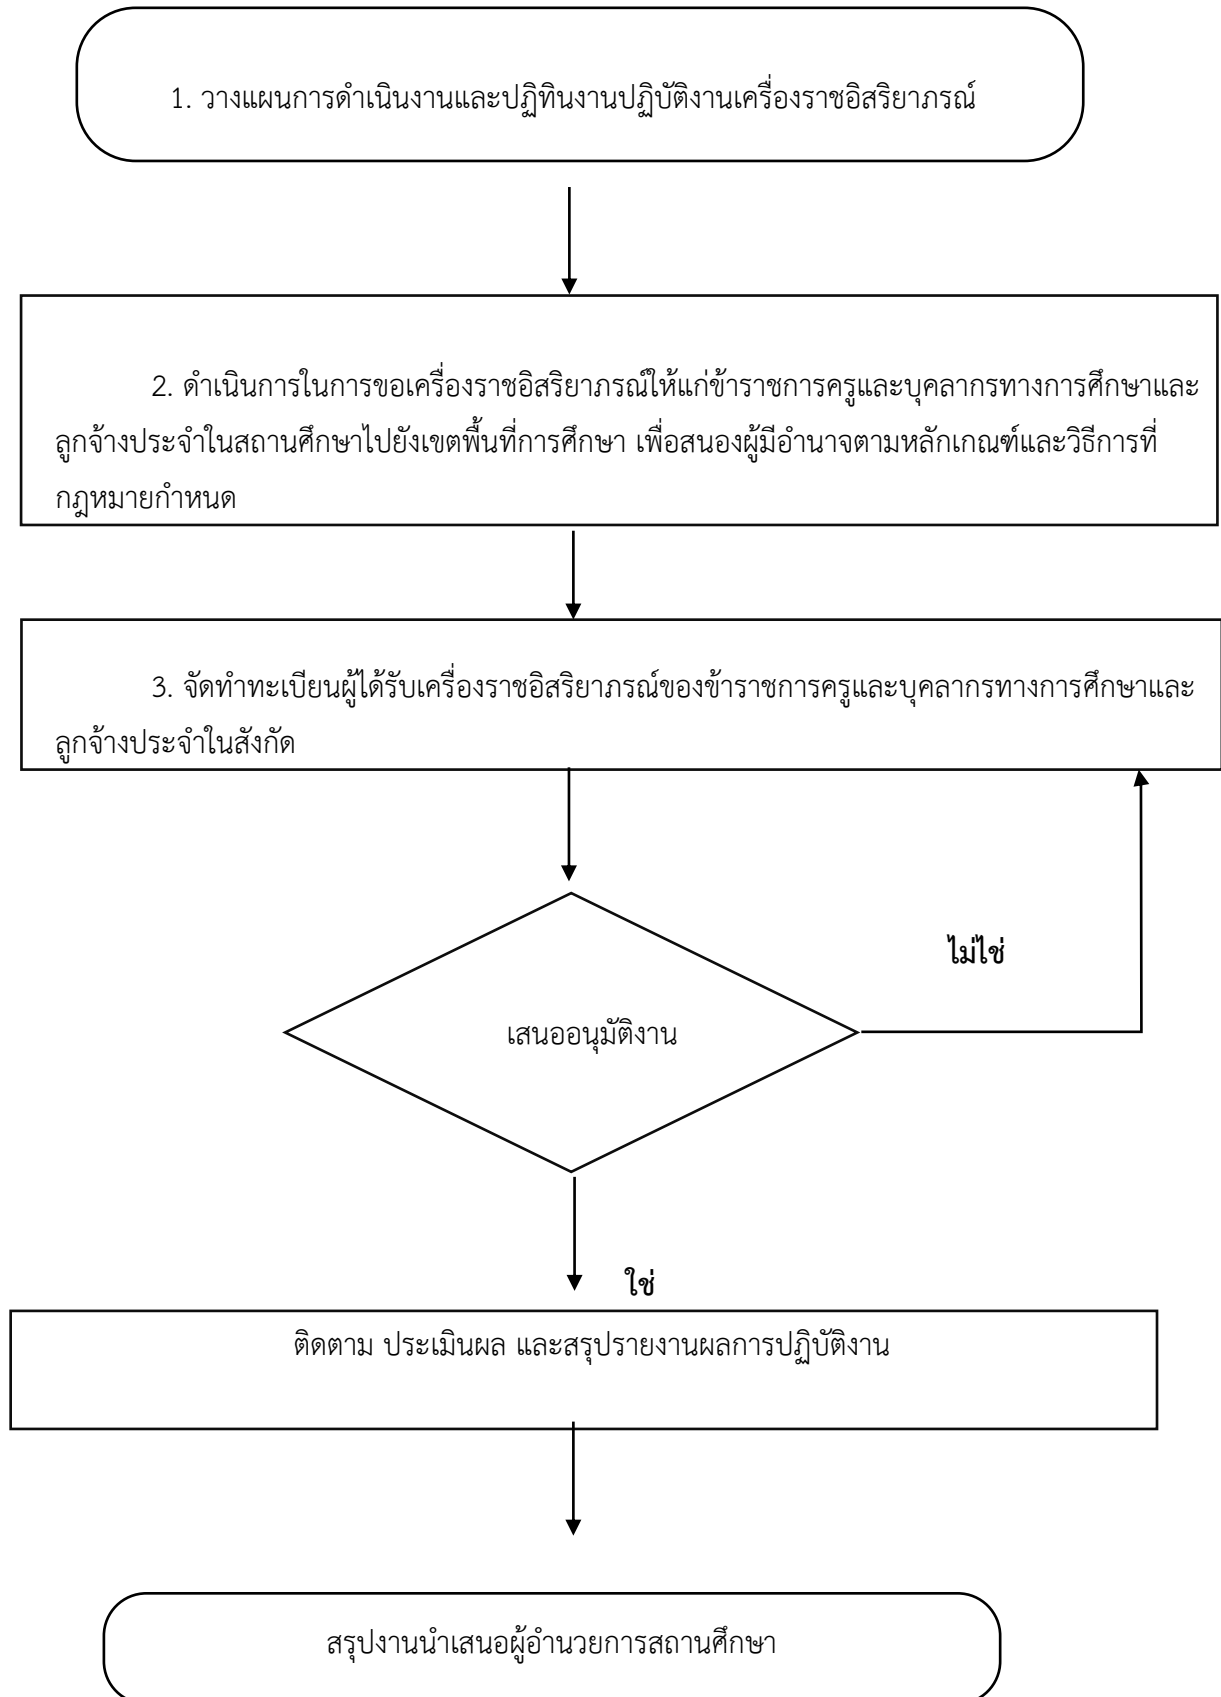 1. วางแผนการดำเนินงานและปฏิทินงานปฏิบัติงานเครื่องราชอิสริยาภรณ์
2. ดำเนินการในการขอเครื่องราชอิสริยาภรณ์ให้แก่ข้าราชการครูและบุคลากรทางการศึกษาและ
ลูกจ้างประจำในสถานศึกษาไปยังเขตพื้นที่การศึกษา เพื่อสนองผู้มีอำนาจตามหลักเกณฑ์และวิธีการที่
กฎหมายกำหนด
3. จัดทำทะเบียนผู้ได้รับเครื่องราชอิสริยาภรณ์ของข้าราชการครูและบุคลากรทางการศึกษาและ
ลูกจ้างประจำในสังกัด
ไม่ไช่
เสนออนุมัติงาน
ใช่
ติดตาม ประเมินผล และสรุปรายงานผลการปฏิบัติงาน
สรุปงานนำเสนอผู้อำนวยการสถานศึกษา